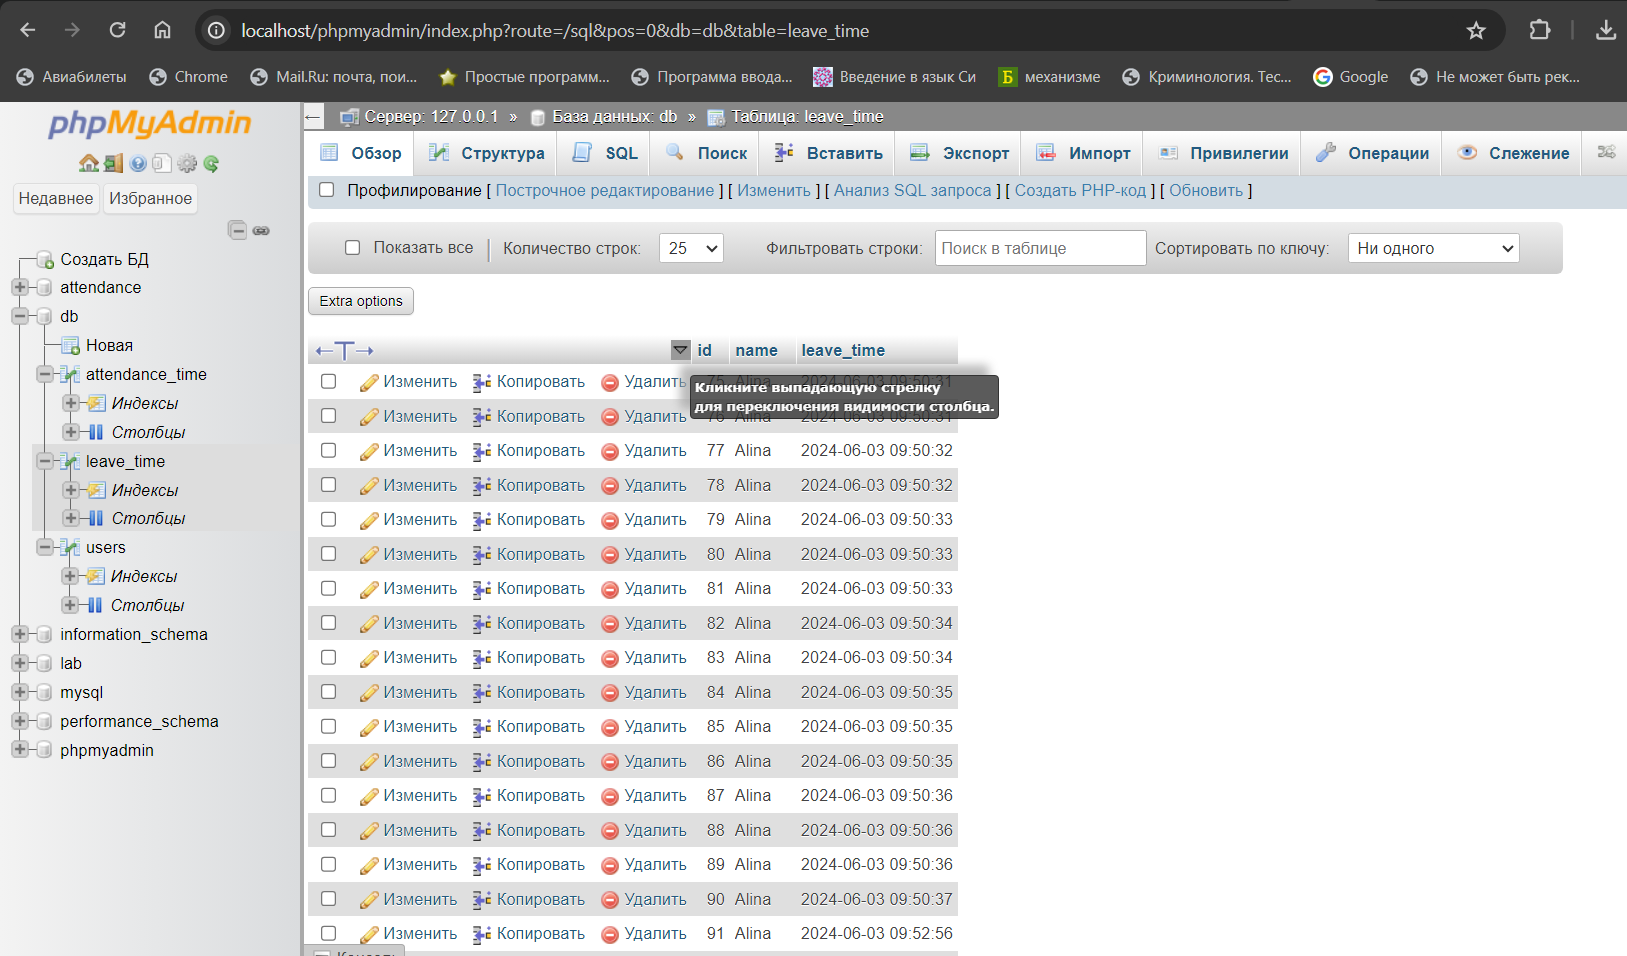 localhost/phpmyadmin/index.php?route=/sql&pos=0&db=db&table=leave_time
Авиабилеты Chrome Mail.Ru: почта, пои... Простые программ... Программа ввода... Введение в язык Си Б механизме Криминология. Тес... Google Не может быть рек...
phpMyAdmin
Недавнее Избранное
Создать БД
attendance
db
Новая
attendance_time
Индексы
Столбцы
leave_time
Индексы
Столбцы
users
Индексы
Столбцы
information_schema
lab
mysql
performance_schema
phpmyadmin
Сервер: 127.0.0.1 » База данных: db » Таблица: leave_time
Обзор Структура SQL Поиск Вставить Экспорт Импорт Привилегии Операции Слежение
Профилирование [ Построчное редактирование ] [ Изменить ] [ Анализ SQL запроса ] [ Создать PHP-код ] [ Обновить ]
Показать все Количество строк: 25 Фильтровать строки: Поиск в таблице Сортировать по ключу: Ни одного
Extra options
←T→ id name leave_time
Изменить Копировать Удалить 75 Alina 2024-06-03 09:50:31
Кликните выпадающую стрелку
для переключения видимости столбца.
Изменить Копировать Удалить 76 Alina 2024-06-03 09:50:31
Изменить Копировать Удалить 77 Alina 2024-06-03 09:50:32
Изменить Копировать Удалить 78 Alina 2024-06-03 09:50:32
Изменить Копировать Удалить 79 Alina 2024-06-03 09:50:33
Изменить Копировать Удалить 80 Alina 2024-06-03 09:50:33
Изменить Копировать Удалить 81 Alina 2024-06-03 09:50:33
Изменить Копировать Удалить 82 Alina 2024-06-03 09:50:34
Изменить Копировать Удалить 83 Alina 2024-06-03 09:50:34
Изменить Копировать Удалить 84 Alina 2024-06-03 09:50:35
Изменить Копировать Удалить 85 Alina 2024-06-03 09:50:35
Изменить Копировать Удалить 86 Alina 2024-06-03 09:50:35
Изменить Копировать Удалить 87 Alina 2024-06-03 09:50:36
Изменить Копировать Удалить 88 Alina 2024-06-03 09:50:36
Изменить Копировать Удалить 89 Alina 2024-06-03 09:50:36
Изменить Копировать Удалить 90 Alina 2024-06-03 09:50:37
Изменить Копировать Удалить 91 Alina 2024-06-03 09:52:56
Консоль